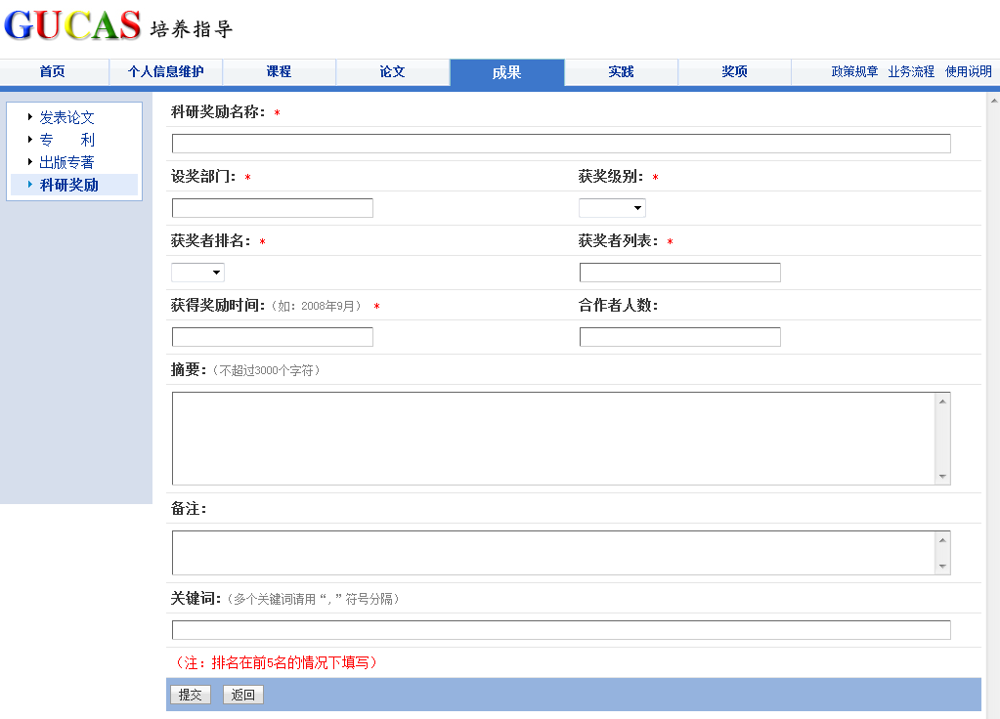 GUCAS 培养指导
首页 个人信息维护 课程 论文 成果 实践 奖项 政策规章 业务流程 使用说明
发表论文
专 利
出版专著
科研奖励
科研奖励名称: *
设奖部门: * 获奖级别: *
获奖者排名: * 获奖者列表: *
获得奖励时间:(如: 2008年9月) * 合作者人数:
摘要:(不超过3000个字符)
备注:
关键词:(多个关键词请用“,”符号分隔)
(注: 排名在前5名的情况下填写)
提交 返回